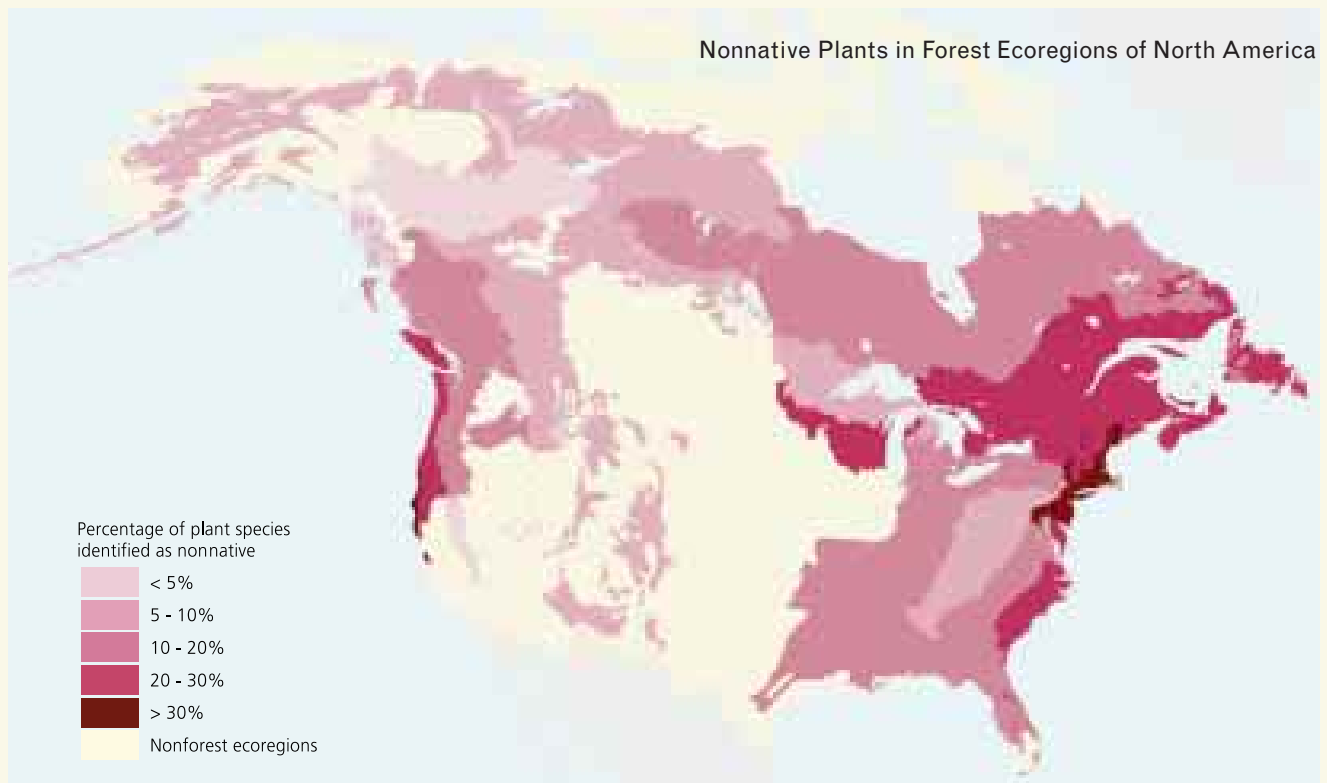 Nonnative Plants in Forest Ecoregions of North America
Percentage of plant species
identified as nonnative
< 5%
5 - 10%
10 - 20%
20 - 30%
> 30%
Nonforest ecoregions